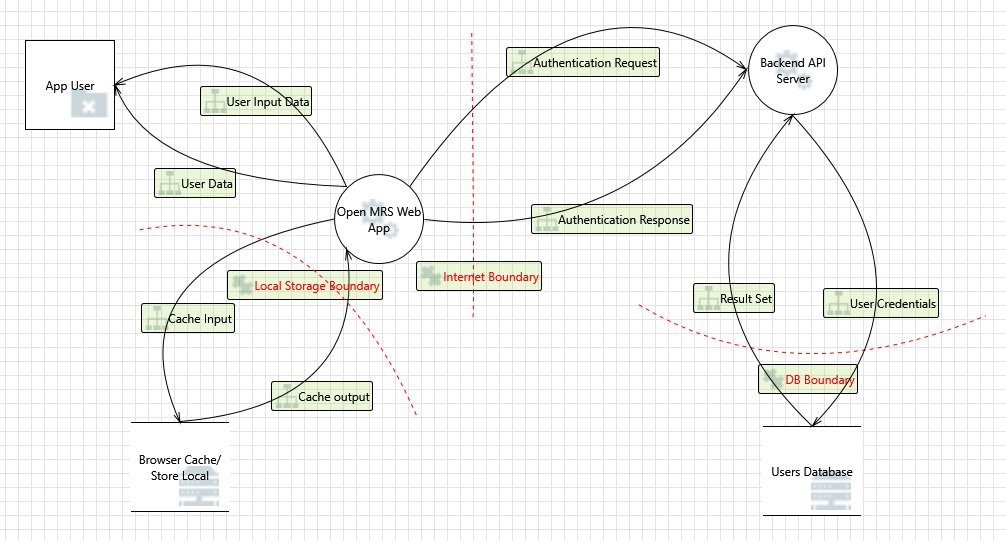 Authentication Request
Backend API
Server
App User
User Input Data
User Data
Open MRS Web
App
Authentication Response
Internet Boundary
Local Storage Boundary
Result Set
User Credentials
Cache Input
DB Boundary
Cache output
Browser Cache/
Store Local
Users Database